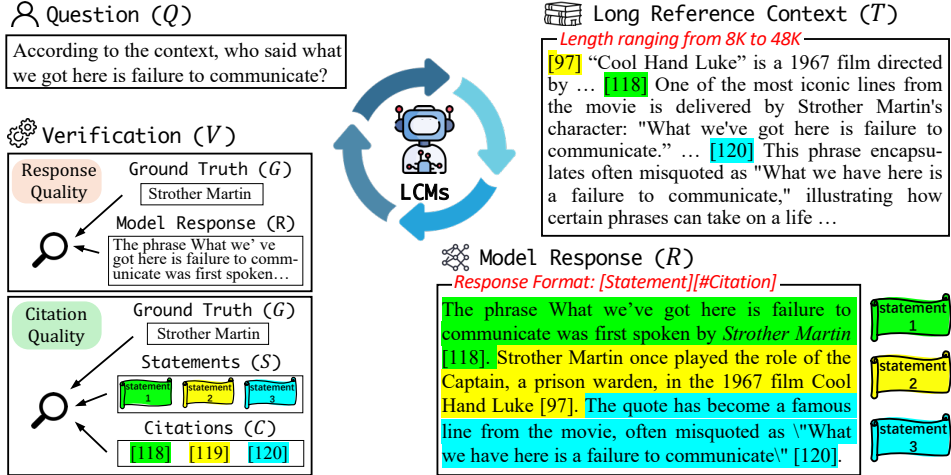 Question (Q)
According to the context, who said what
we got here is failure to communicate?
Verification (V)
Response
Quality
Ground Truth (G)
Strother Martin
Model Response (R)
The phrase What we' ve
got here is failure to comm-
unicate was first spoken…
Citation
Quality
Ground Truth (G)
Strother Martin
Statements (S)
statement
1
statement
2
statement
3
Citations (C)
[118] [119] [120]
LCMs
Long Reference Context (T)
Length ranging from 8K to 48K
[97] “Cool Hand Luke” is a 1967 film directed
by … [118] One of the most iconic lines from
the movie is delivered by Strother Martin's
character: "What we've got here is failure to
communicate.” … [120] This phrase encapsu-
lates often misquoted as "What we have here is
a failure to communicate," illustrating how
certain phrases can take on a life …
Model Response (R)
Response Format: [Statement][#Citation]
The phrase What we’ve got here is failure to
communicate was first spoken by Strother Martin
[118]. Strother Martin once played the role of the
Captain, a prison warden, in the 1967 film Cool
Hand Luke [97]. The quote has become a famous
line from the movie, often misquoted as \"What
we have here is a failure to communicate\" [120].
statement
1
statement
2
statement
3